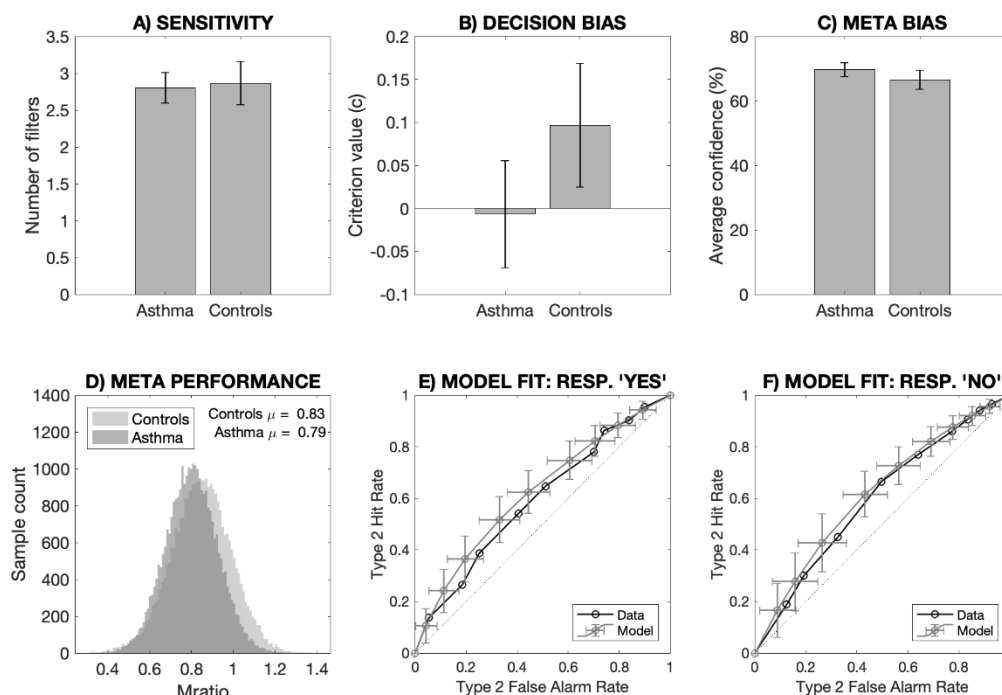 A) SENSITIVITY
Number of filters
3.5
3
2.5
2
1.5
1
0.5
0
Asthma Controls
B) DECISION BIAS
Criterion value (c)
0.2
0.15
0.1
0.05
0
-0.05
-0.1
Asthma Controls
C) META BIAS
Average confidence (%)
80
60
40
20
0
Asthma Controls
D) META PERFORMANCE
Sample count
1400
1200
1000
800
600
400
200
0
Controls
Asthma
Controls μ = 0.83
Asthma μ = 0.79
0.4 0.6 0.8 1 1.2 1.4
Mratio
E) MODEL FIT: RESP. 'YES'
Type 2 Hit Rate
1
0.8
0.6
0.4
0.2
0
Data
Model
0 0.2 0.4 0.6 0.8 1
Type 2 False Alarm Rate
F) MODEL FIT: RESP. 'NO'
Type 2 Hit Rate
1
0.8
0.6
0.4
0.2
0
Data
Model
0 0.2 0.4 0.6 0.8
Type 2 False Alarm Rate